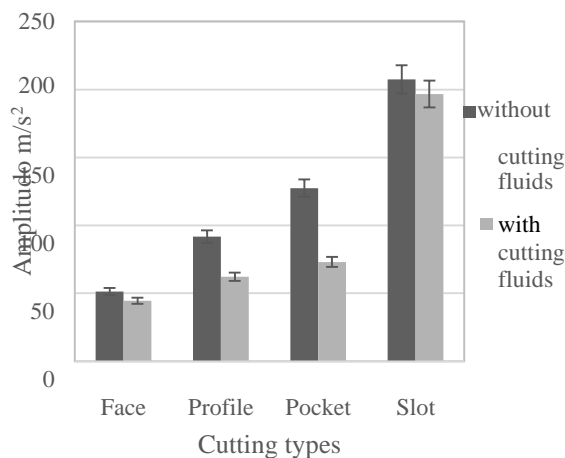 250
200
150
100
50
0
Amplitudo m/s²
Face Profile Pocket Slot
Cutting types
without
cutting
fluids
with
cutting
fluids